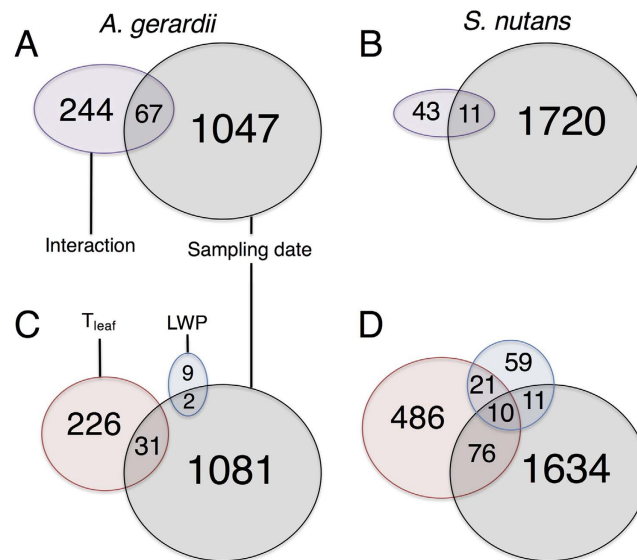 A. gerardii
S. nutans
A
B
244
67
1047
43
11
1720
Interaction
Sampling date
C
D
T_leaf
LWP
9
2
226
31
1081
59
21
10
11
486
76
1634